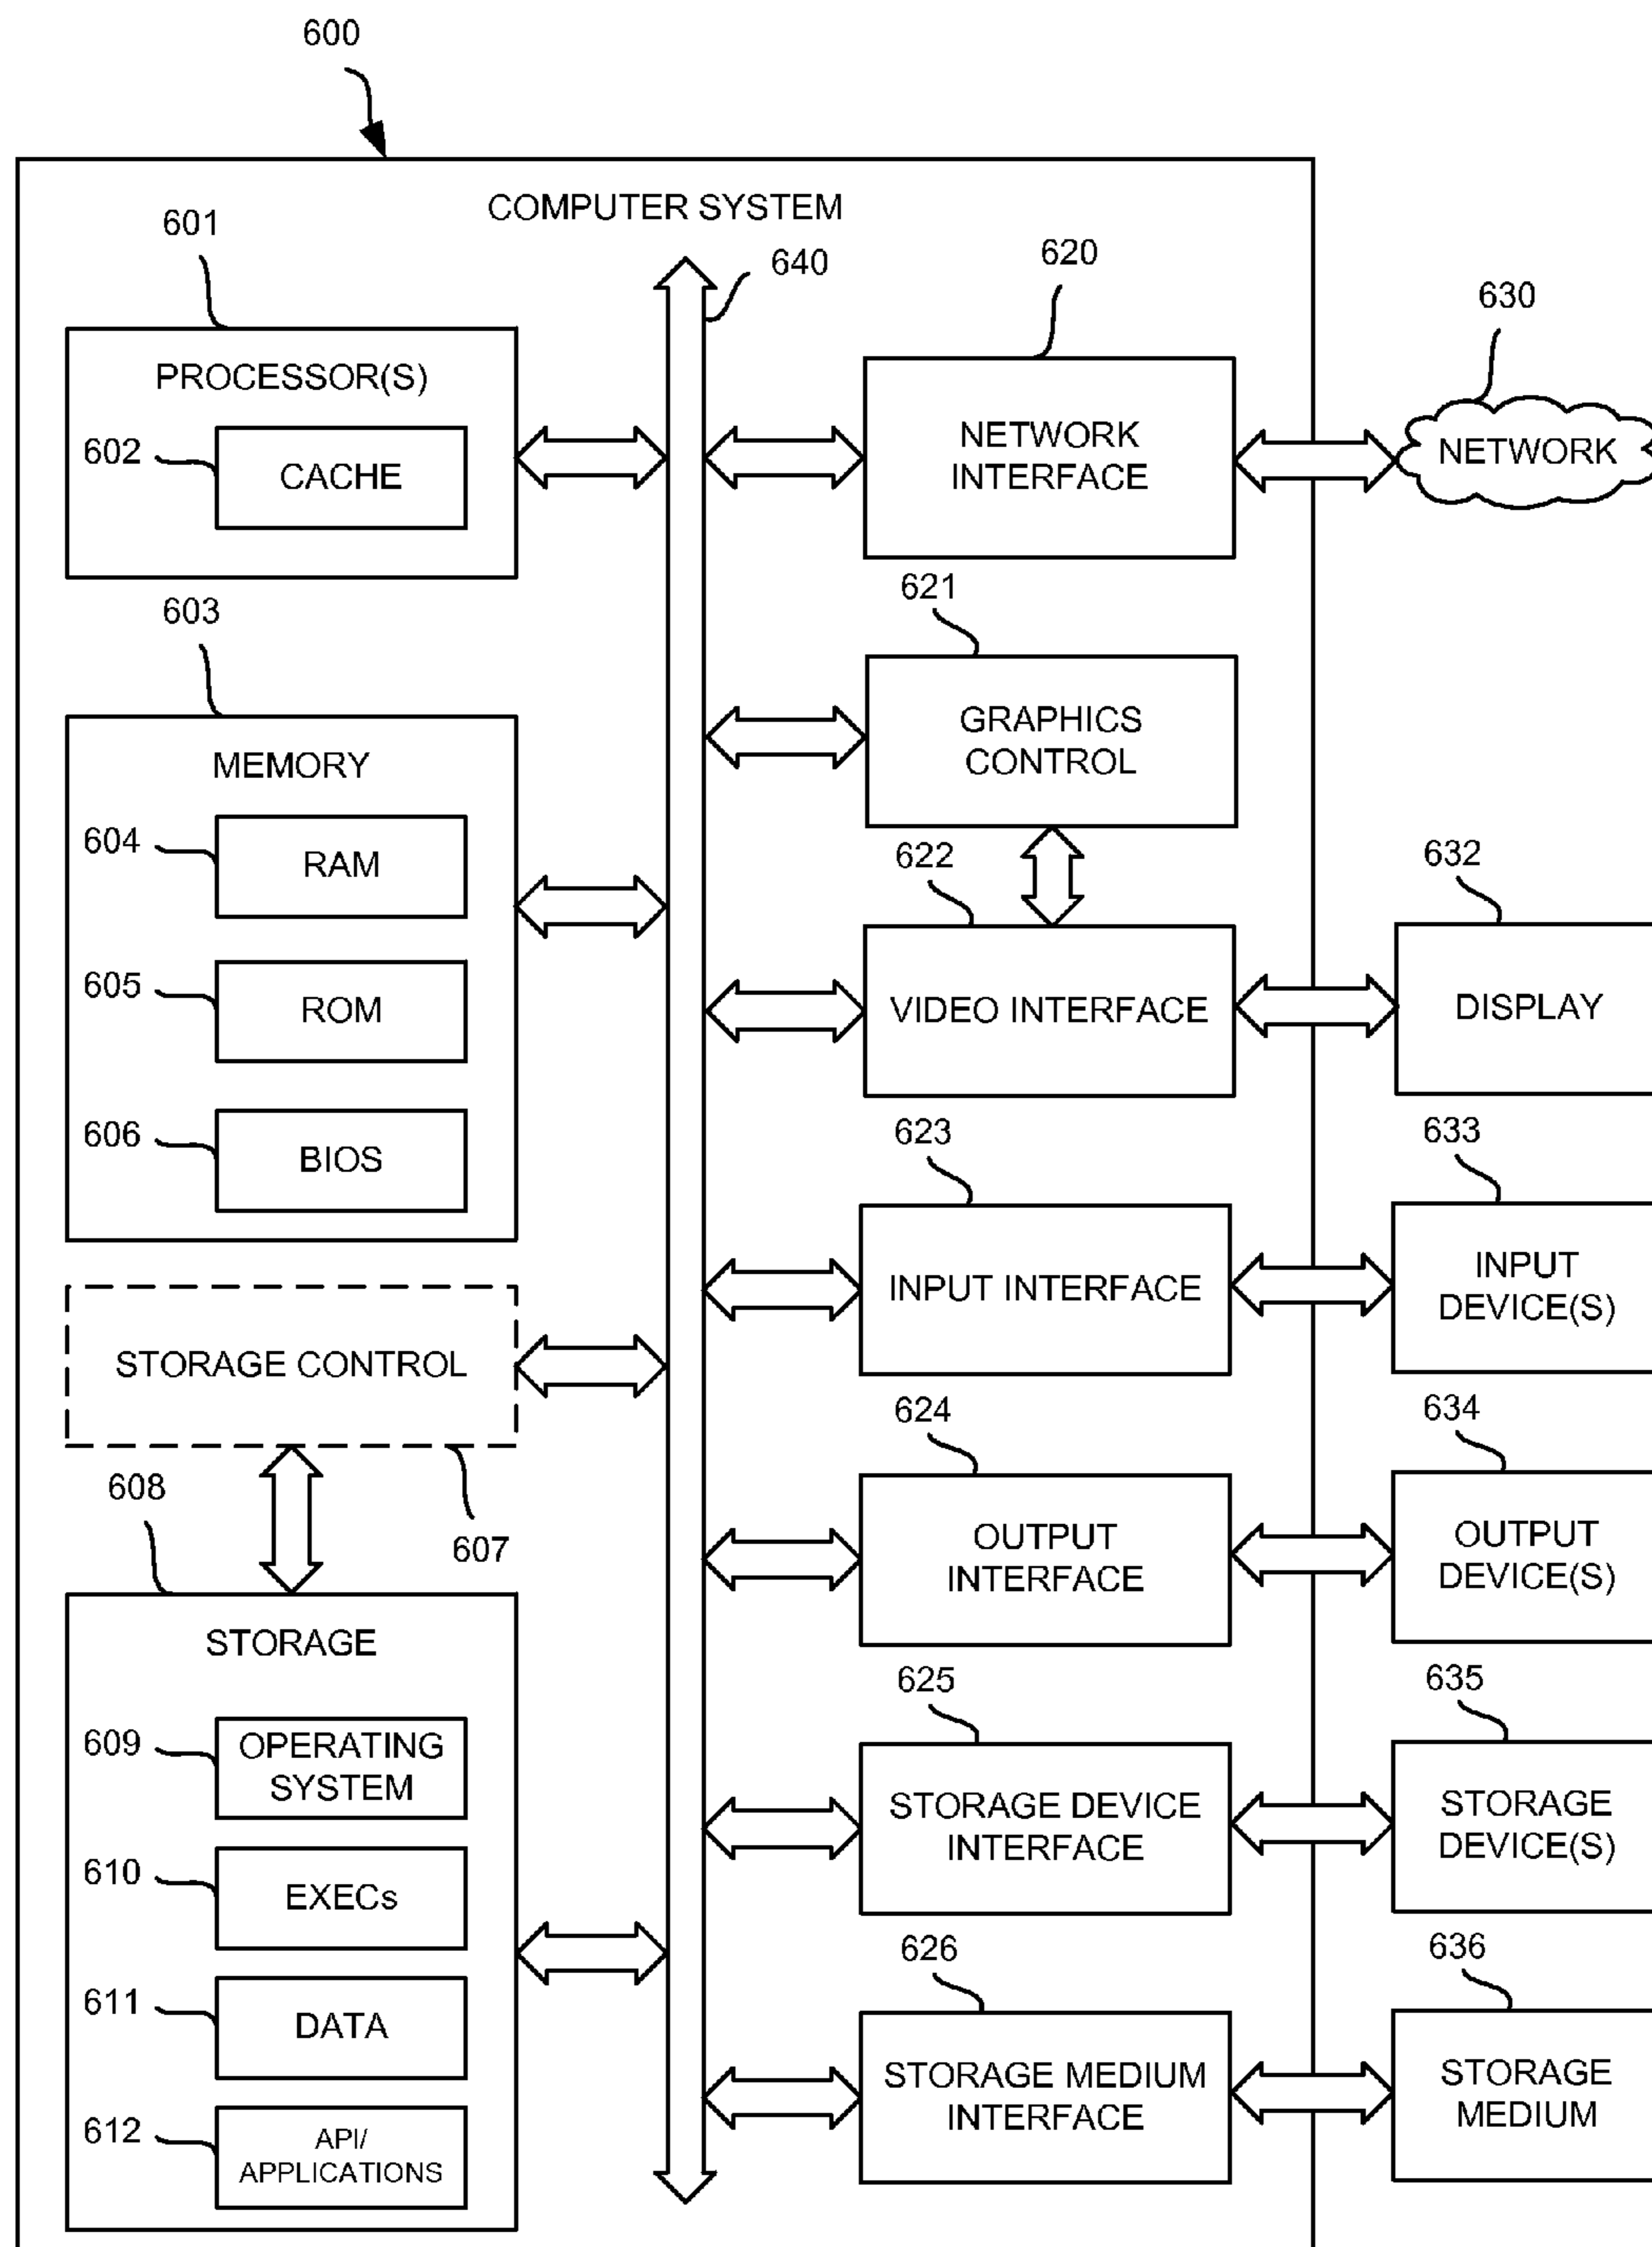 600
COMPUTER SYSTEM
601
640
620
630
PROCESSOR(S)
602
CACHE
NETWORK
INTERFACE
NETWORK
603
621
MEMORY
GRAPHICS
CONTROL
604
RAM
622
632
605
ROM
VIDEO INTERFACE
DISPLAY
606
BIOS
623
633
INPUT INTERFACE
INPUT
DEVICE(S)
STORAGE CONTROL
607
624
634
608
OUTPUT
INTERFACE
OUTPUT
DEVICE(S)
STORAGE
625
635
609
OPERATING
SYSTEM
STORAGE DEVICE
INTERFACE
STORAGE
DEVICE(S)
610
EXECs
626
636
611
DATA
STORAGE MEDIUM
INTERFACE
STORAGE
MEDIUM
612
API/
APPLICATIONS